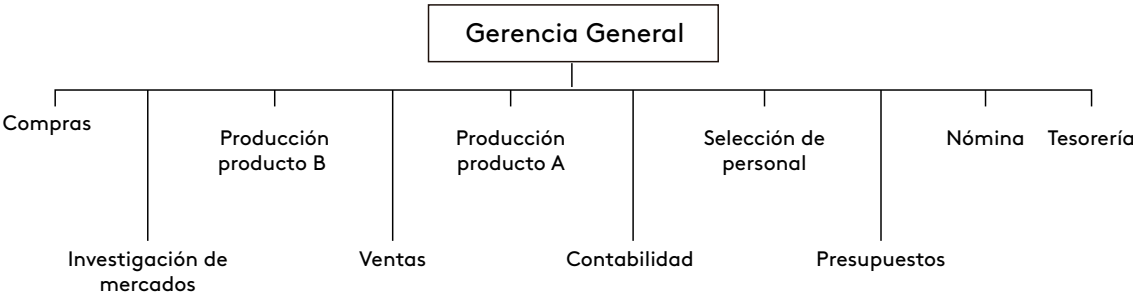 Gerencia General
Compras
Producción
producto B
Producción
producto A
Selección de
personal
Nómina
Tesorería
Investigación de
mercados
Ventas
Contabilidad
Presupuestos